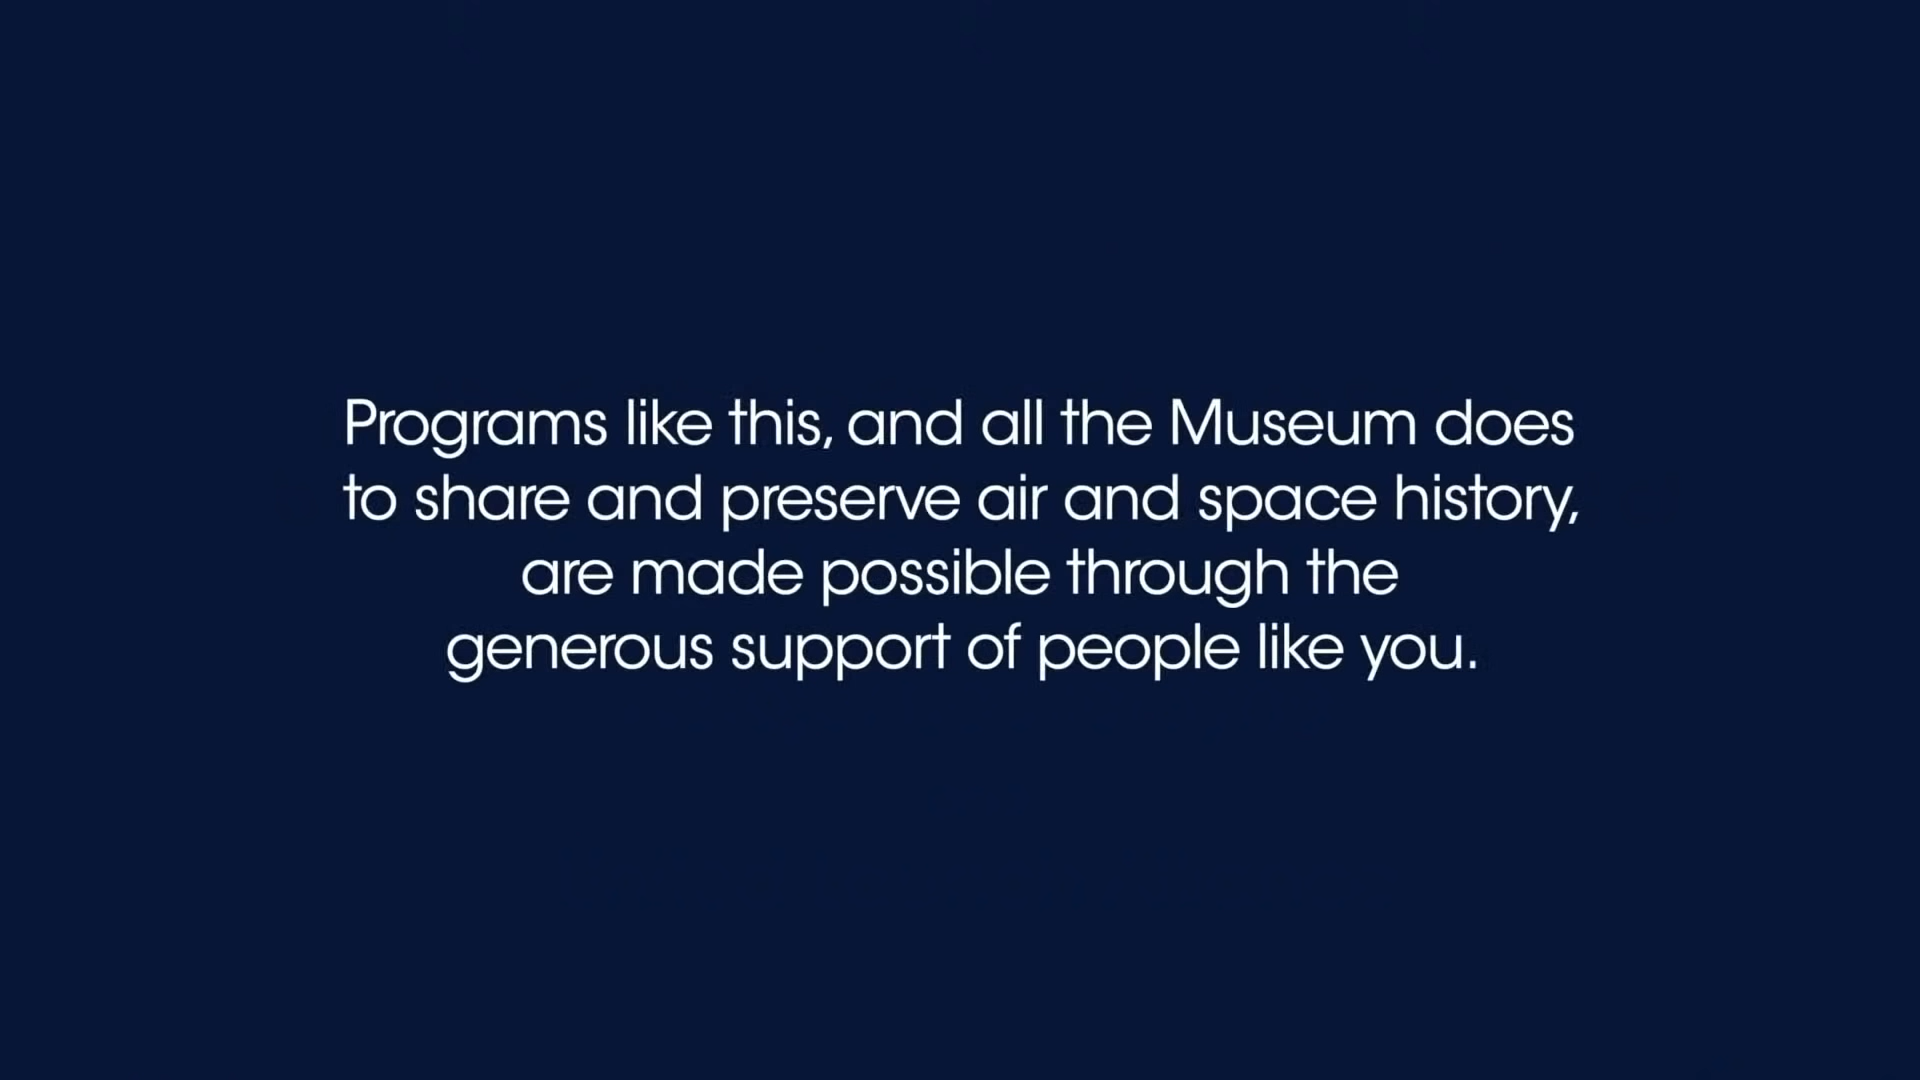 Programs like this, and all the Museum does
to share and preserve air and space history,
are made possible through the
generous support of people like you.